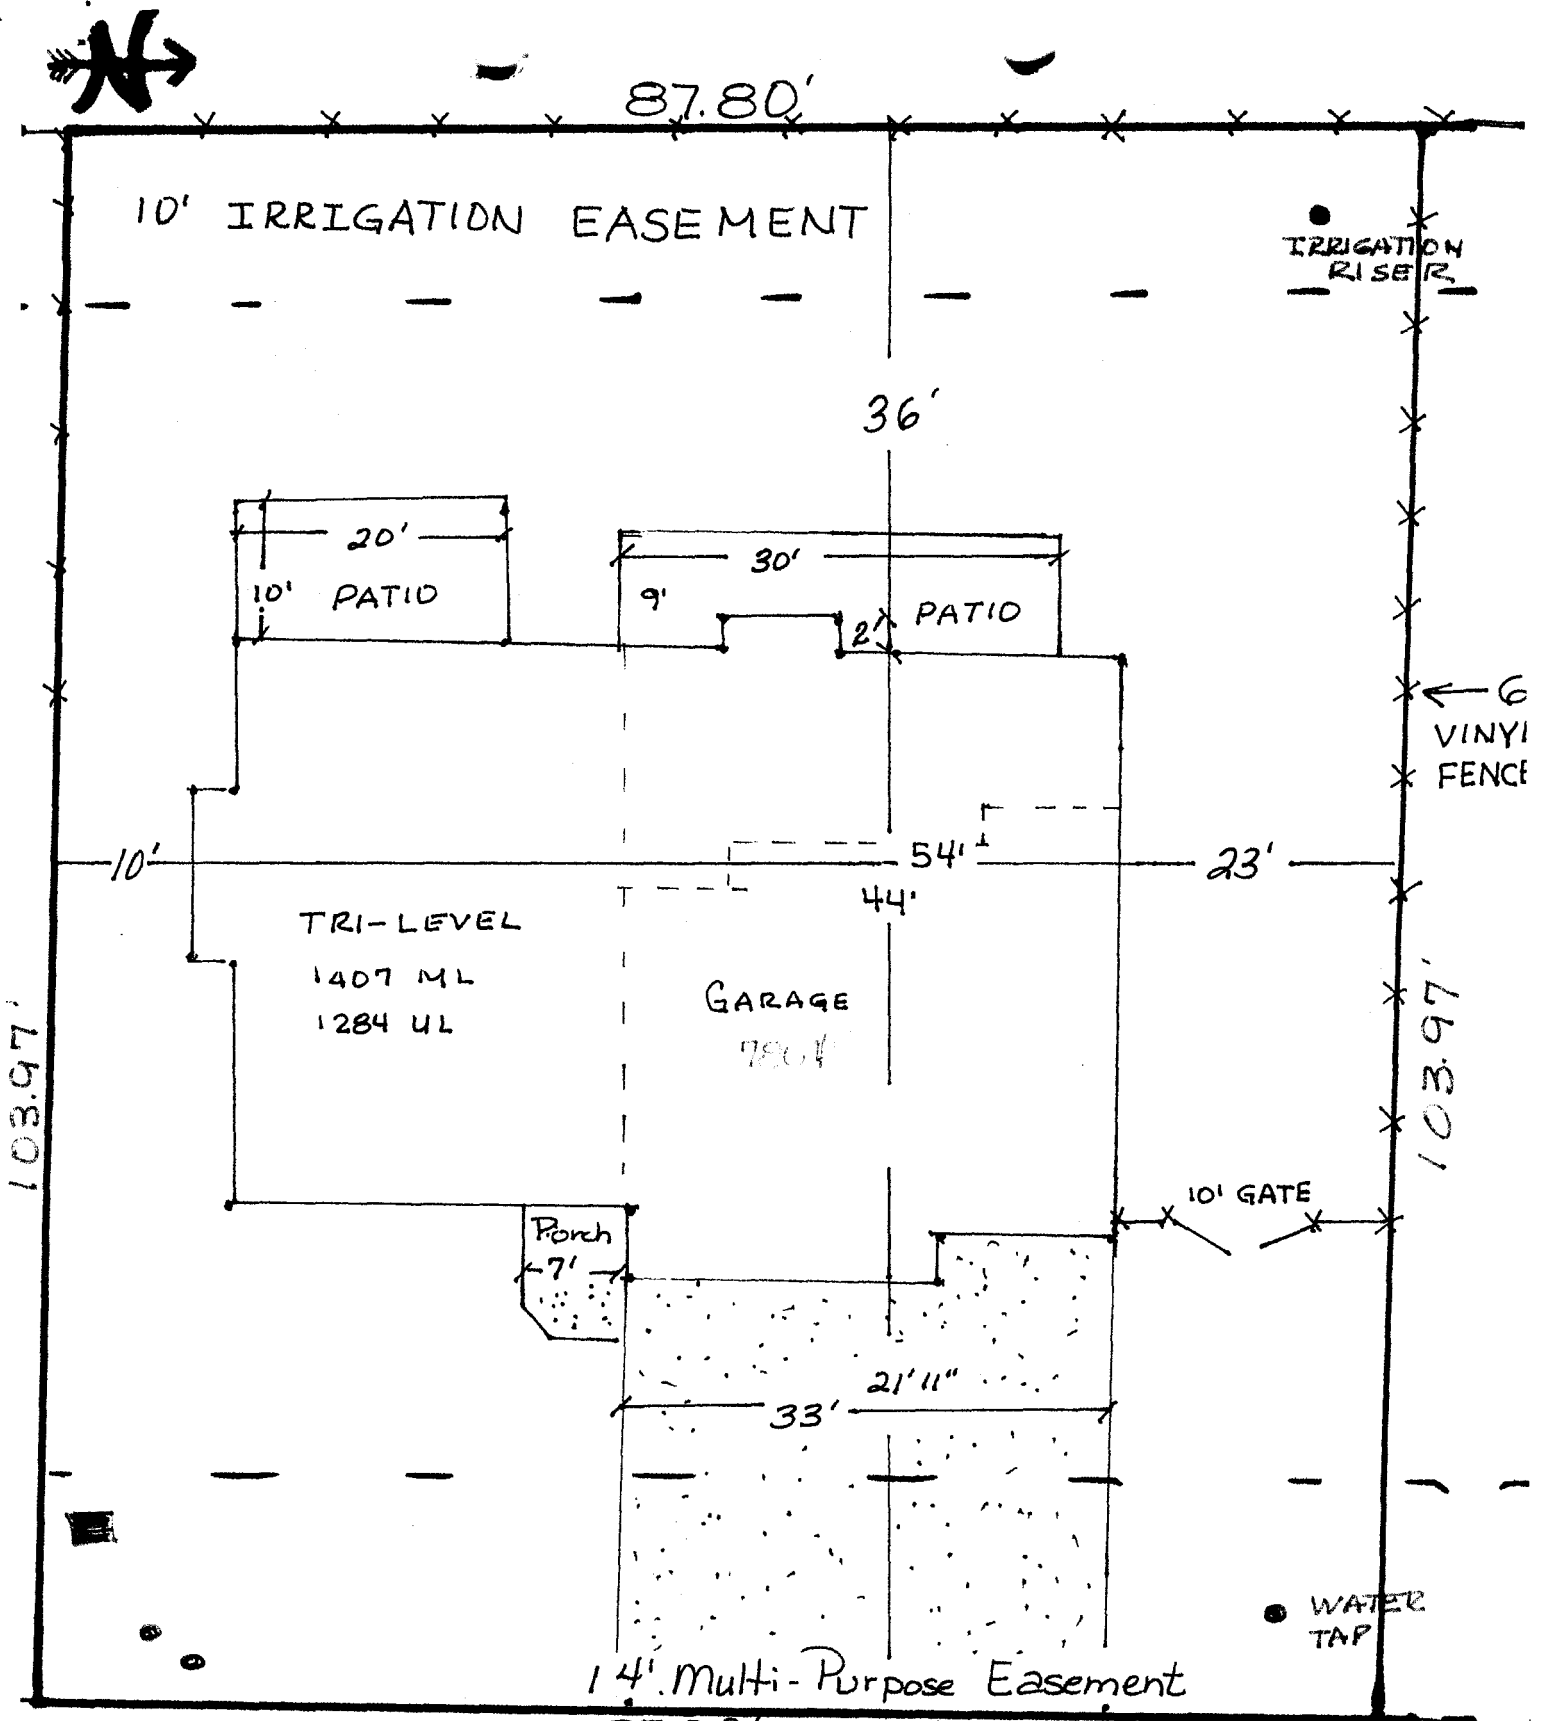 N
87.80'
10' IRRIGATION EASEMENT
IRRIGATION
RISER
36'
20'
10'
PATIO
30'
9'
2'
PATIO
VINYL
FENCE
10'
54'
23'
44'
TRI-LEVEL
1407 ML
1284 UL
GARAGE
103.97'
103.97'
10' GATE
Porch
7'
21'11"
33'
WATER
TAP
14'. Multi-Purpose Easement